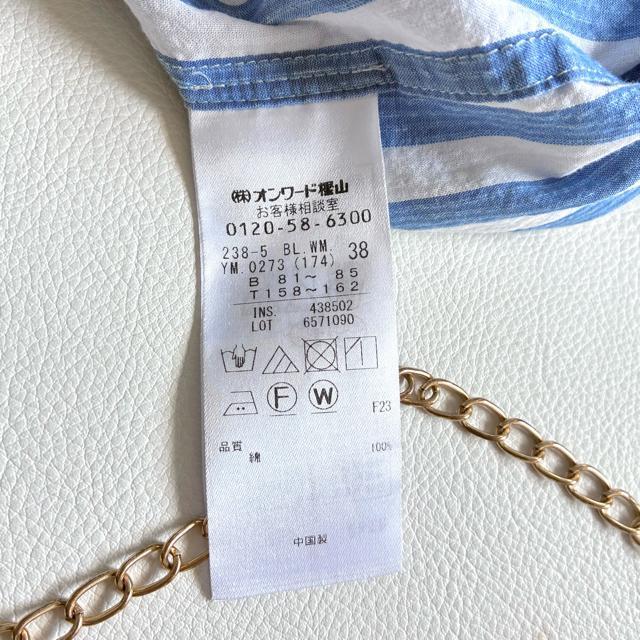 (株)オンワード樫山
お客様相談室
0120-58-6300
238-5 BL.WM. 38
YM.0273 (174)
B 81～ 85
T158～162
INS. 438502
LOT 6571090
F W
F23
品質
綿 100%
中国製